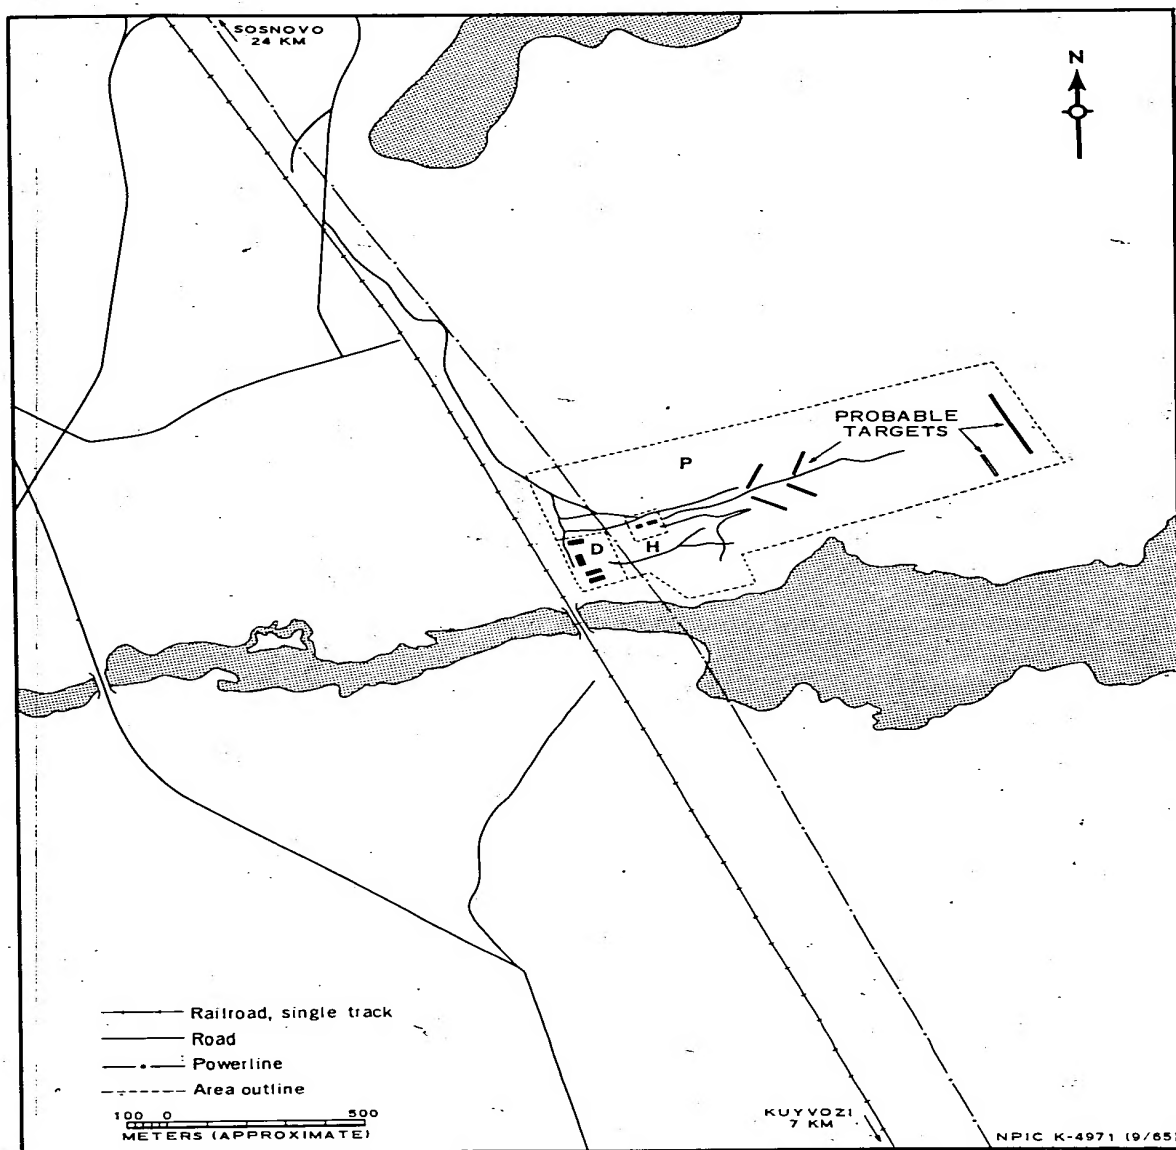 SOSNOVO
24 KM
N
PROBABLE
TARGETS
P
D
H
Railroad, single track
Road
Powerline
Area outline
100 0 500
METERS (APPROXIMATE)
KUYVOZI
7 KM
NPIC K-4971 (9/65)